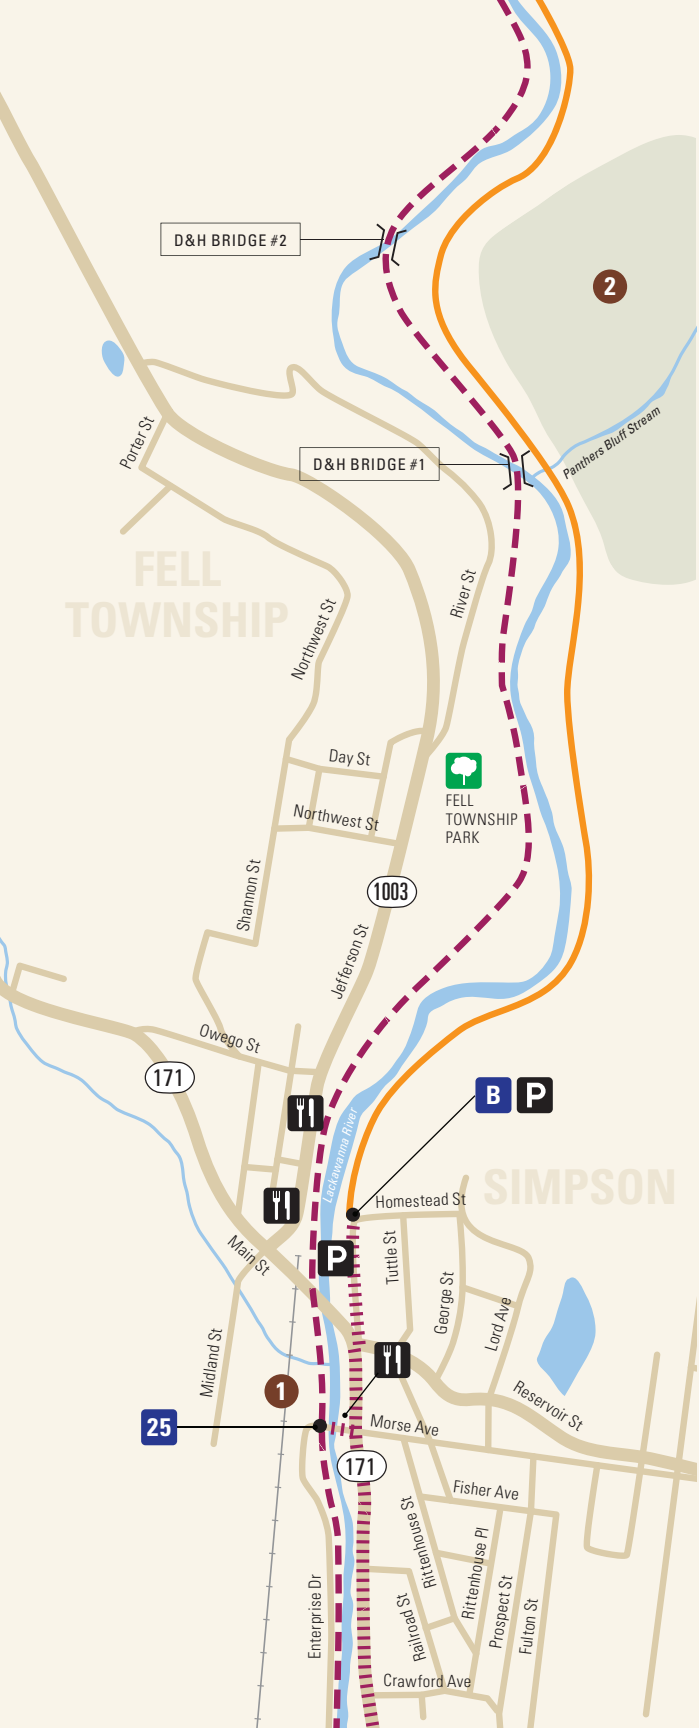 D&H BRIDGE #2
2
Porter St
D&H BRIDGE #1
Panthers Bluff Stream
FELL
TOWNSHIP
River St
Northwest St
Day St
FELL
TOWNSHIP
PARK
Northwest St
Shannon St
1003
Jefferson St
Owego St
171
B P
Lackawanna River
SIMPSON
Homestead St
Main St
P
Tuttle St
George St
Lord Ave
Midland St
1
Reservoir St
25
Morse Ave
171
Fisher Ave
Rittenhouse St
Rittenhouse Pl
Prospect St
Fulton St
Enterprise Dr
Railroad St
Crawford Ave